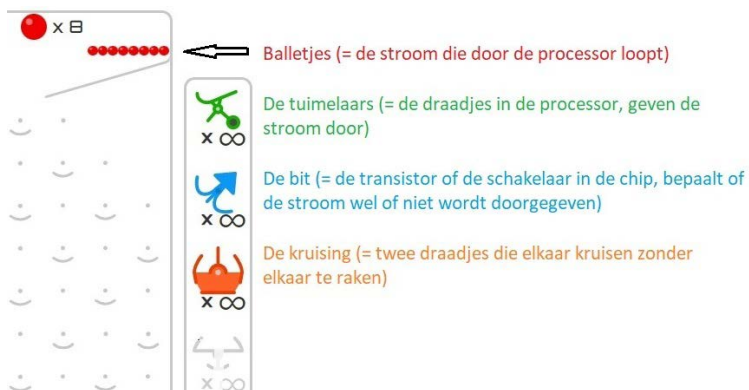 x 8
Balletjes (= de stroom die door de processor loopt)
De tuimelaars (= de draadjes in de processor, geven de
stroom door)
x ∞
De bit (= de transistor of de schakelaar in de chip, bepaalt of
de stroom wel of niet wordt doorgegeven)
x ∞
De kruising (= twee draadjes die elkaar kruisen zonder
elkaar te raken)
x ∞
x ∞